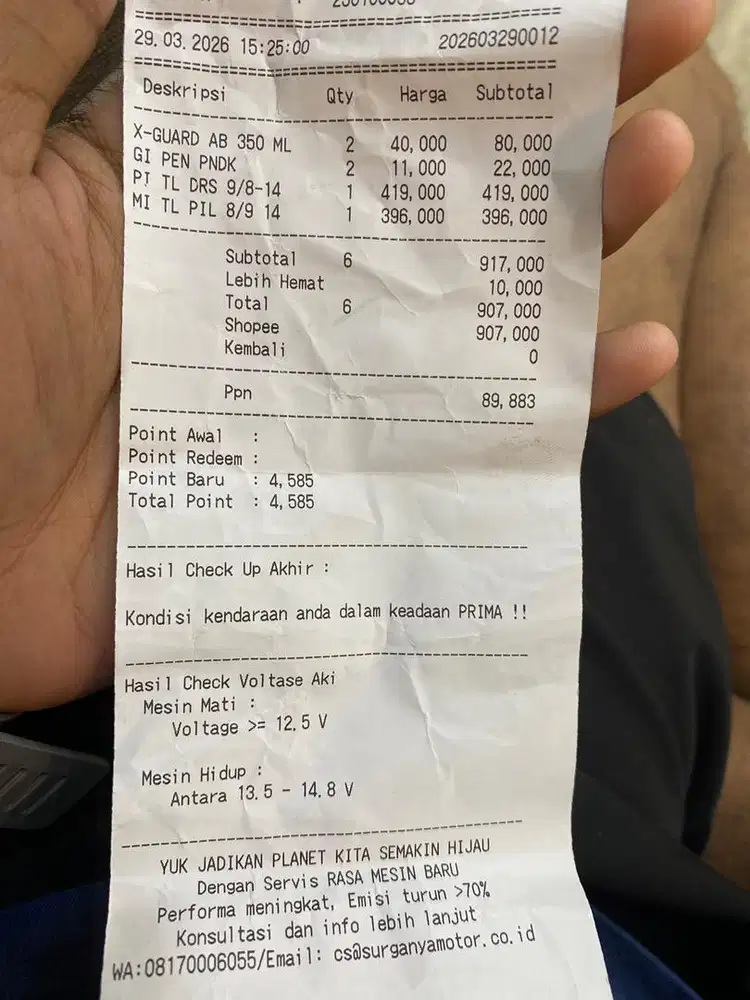 29.03.2026 15:25:00 202603290012
Deskripsi Qty Harga Subtotal
X-GUARD AB 350 ML 2 40,000 80,000
GI PEN PNDK 2 11,000 22,000
PI TL DRS 9/8-14 1 419,000 419,000
MI TL PIL 8/9 14 1 396,000 396,000
Subtotal 6 917,000
Lebih Hemat 10,000
Total 6 907,000
Shopee 907,000
Kembali 0
Ppn 89,883
Point Awal :
Point Redeem :
Point Baru : 4,585
Total Point : 4,585
Hasil Check Up Akhir :
Kondisi kendaraan anda dalam keadaan PRIMA !!
Hasil Check Voltase Aki
Mesin Mati :
Voltage >= 12.5 V
Mesin Hidup :
Antara 13.5 - 14.8 V
YUK JADIKAN PLANET KITA SEMAKIN HIJAU
Dengan Servis RASA MESIN BARU
Performa meningkat, Emisi turun >70%
Konsultasi dan info lebih lanjut
WA:08170006055/Email: cs@surganyamotor.co.id